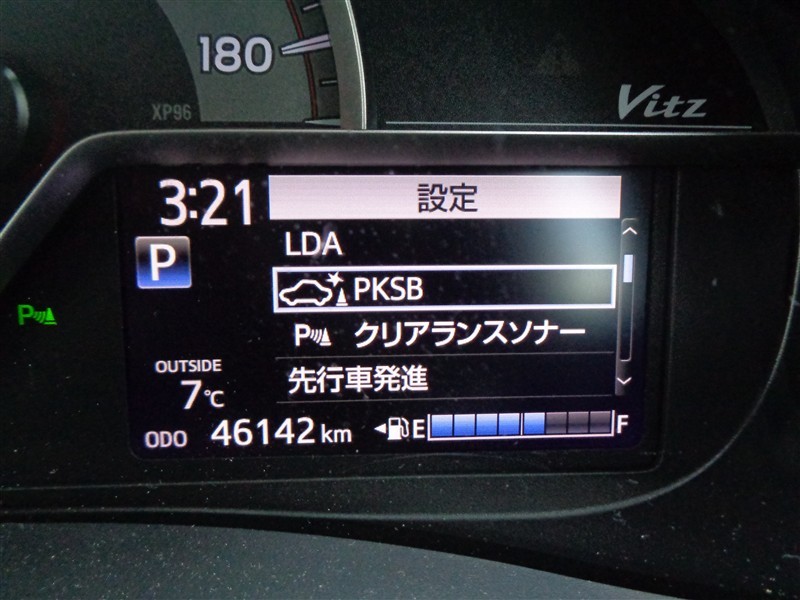 180
XP96
Vitz
3:21
設定
LDA
P
PKSB
P クリアランスソナー
P
先行車発進
OUTSIDE
7℃
ODO 46142 km
E F